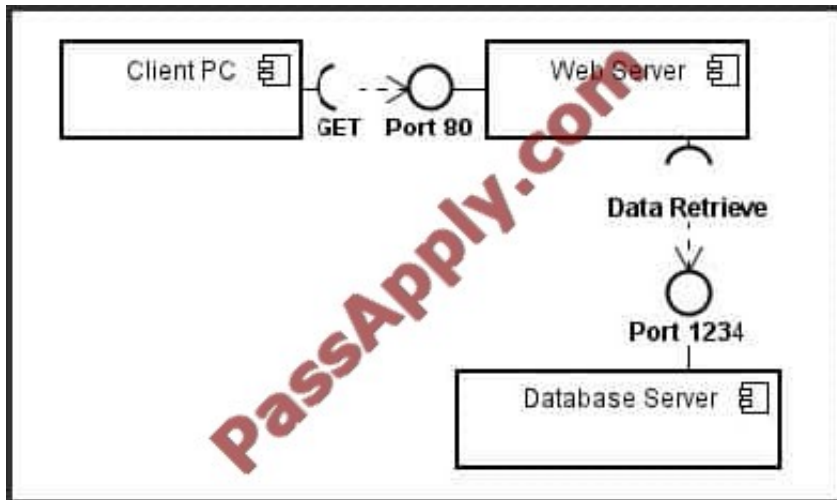 Client PC
Web Server
GET
Port 80
Data Retrieve
Port 1234
Database Server
PassApply.com